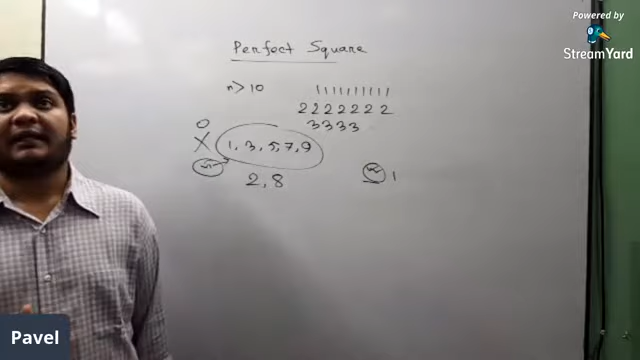 Powered by
StreamYard
Perfect Square
n>10
1111111111
2222222
3333
0
X 1, 3, 5, 7, 9
2, 8
1
Pavel